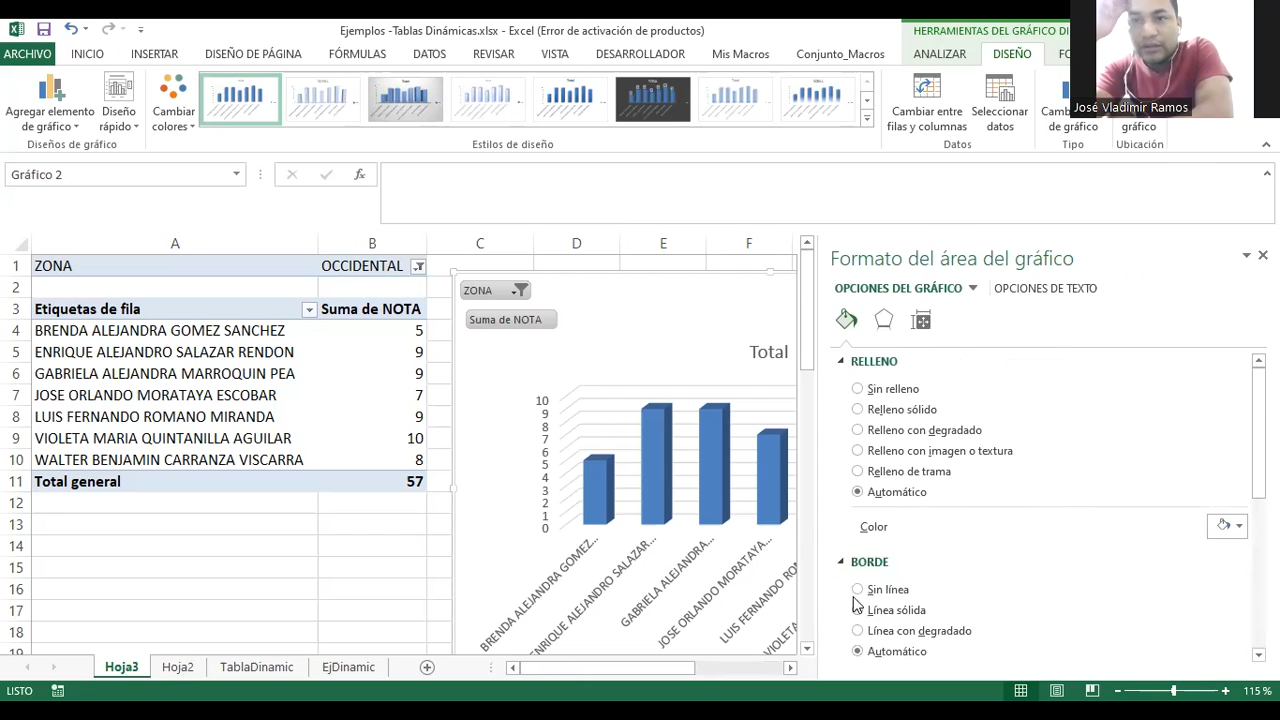 Ejemplos -Tablas Dinámicas.xlsx - Excel (Error de activación de productos)
HERRAMIENTAS DEL GRÁFICO DI
ARCHIVO INICIO INSERTAR DISEÑO DE PÁGINA FÓRMULAS DATOS REVISAR VISTA DESARROLLADOR Mis Macros Conjunto_Macros ANALIZAR DISEÑO FO
José Vladimir Ramos
Agregar elemento de gráfico
Diseño rápido
Cambiar colores
Cambiar entre filas y columnas
Seleccionar datos
Camb
de gráfico
gráfico
Diseños de gráfico
Estilos de diseño
Datos
Tipo
Ubicación
Gráfico 2
fx
A B C D E F
1 ZONA OCCIDENTAL
2
3 Etiquetas de fila Suma de NOTA
4 BRENDA ALEJANDRA GOMEZ SANCHEZ 5
5 ENRIQUE ALEJANDRO SALAZAR RENDON 9
6 GABRIELA ALEJANDRA MARROQUIN PEA 9
7 JOSE ORLANDO MORATAYA ESCOBAR 7
8 LUIS FERNANDO ROMANO MIRANDA 9
9 VIOLETA MARIA QUINTANILLA AGUILAR 10
10 WALTER BENJAMIN CARRANZA VISCARRA 8
11 Total general 57
12
13
14
15
16
17
18
19
ZONA
Suma de NOTA
Total
10
9
8
7
6
5
4
3
2
1
0
BRENDA ALEJANDRA GOMEZ...
ENRIQUE ALEJANDRO SALAZAR...
GABRIELA ALEJANDRA...
JOSE ORLANDO MORATAYA...
LUIS FERNANDO RO
VIOLETA
Formato del área del gráfico
OPCIONES DEL GRÁFICO OPCIONES DE TEXTO
RELLENO
Sin relleno
Relleno sólido
Relleno con degradado
Relleno con imagen o textura
Relleno de trama
Automático
Color
BORDE
Sin línea
Línea sólida
Línea con degradado
Automático
Hoja3 Hoja2 TablaDinamic EjDinamic
LISTO
115 %